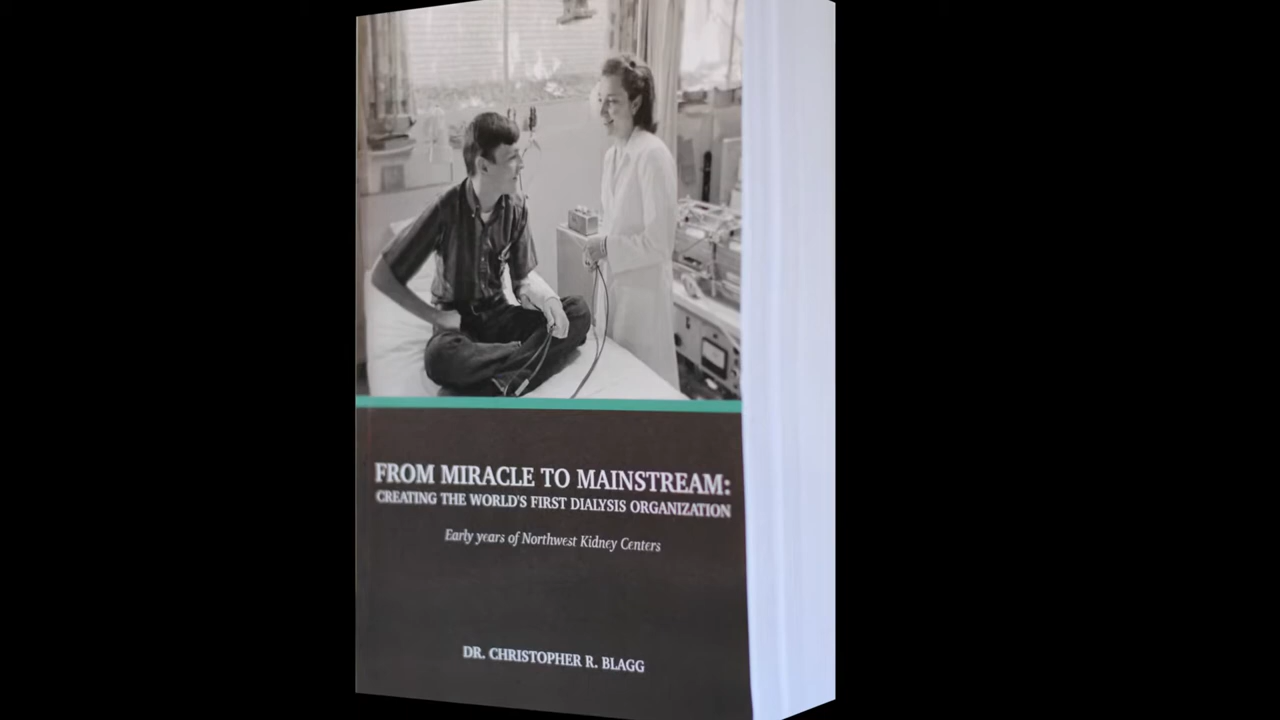 FROM MIRACLE TO MAINSTREAM:
CREATING THE WORLD'S FIRST DIALYSIS ORGANIZATION
Early years of Northwest Kidney Centers
DR. CHRISTOPHER R. BLAGG